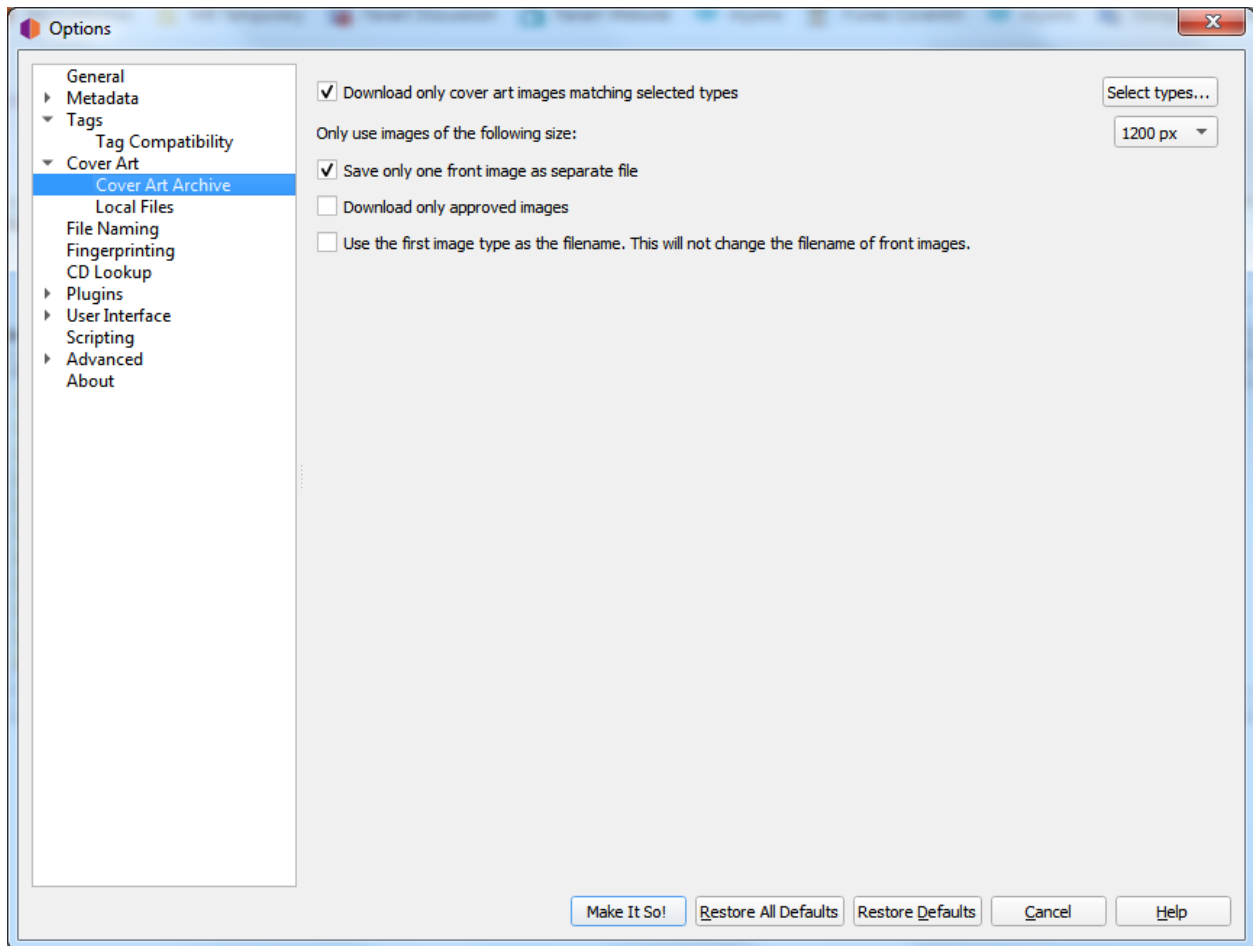 Options
General
Metadata
Tags
Tag Compatibility
Cover Art
Cover Art Archive
Local Files
File Naming
Fingerprinting
CD Lookup
Plugins
User Interface
Scripting
Advanced
About
Download only cover art images matching selected types
Select types...
Only use images of the following size:
1200 px
Save only one front image as separate file
Download only approved images
Use the first image type as the filename. This will not change the filename of front images.
Make It So!
Restore All Defaults
Restore Defaults
Cancel
Help